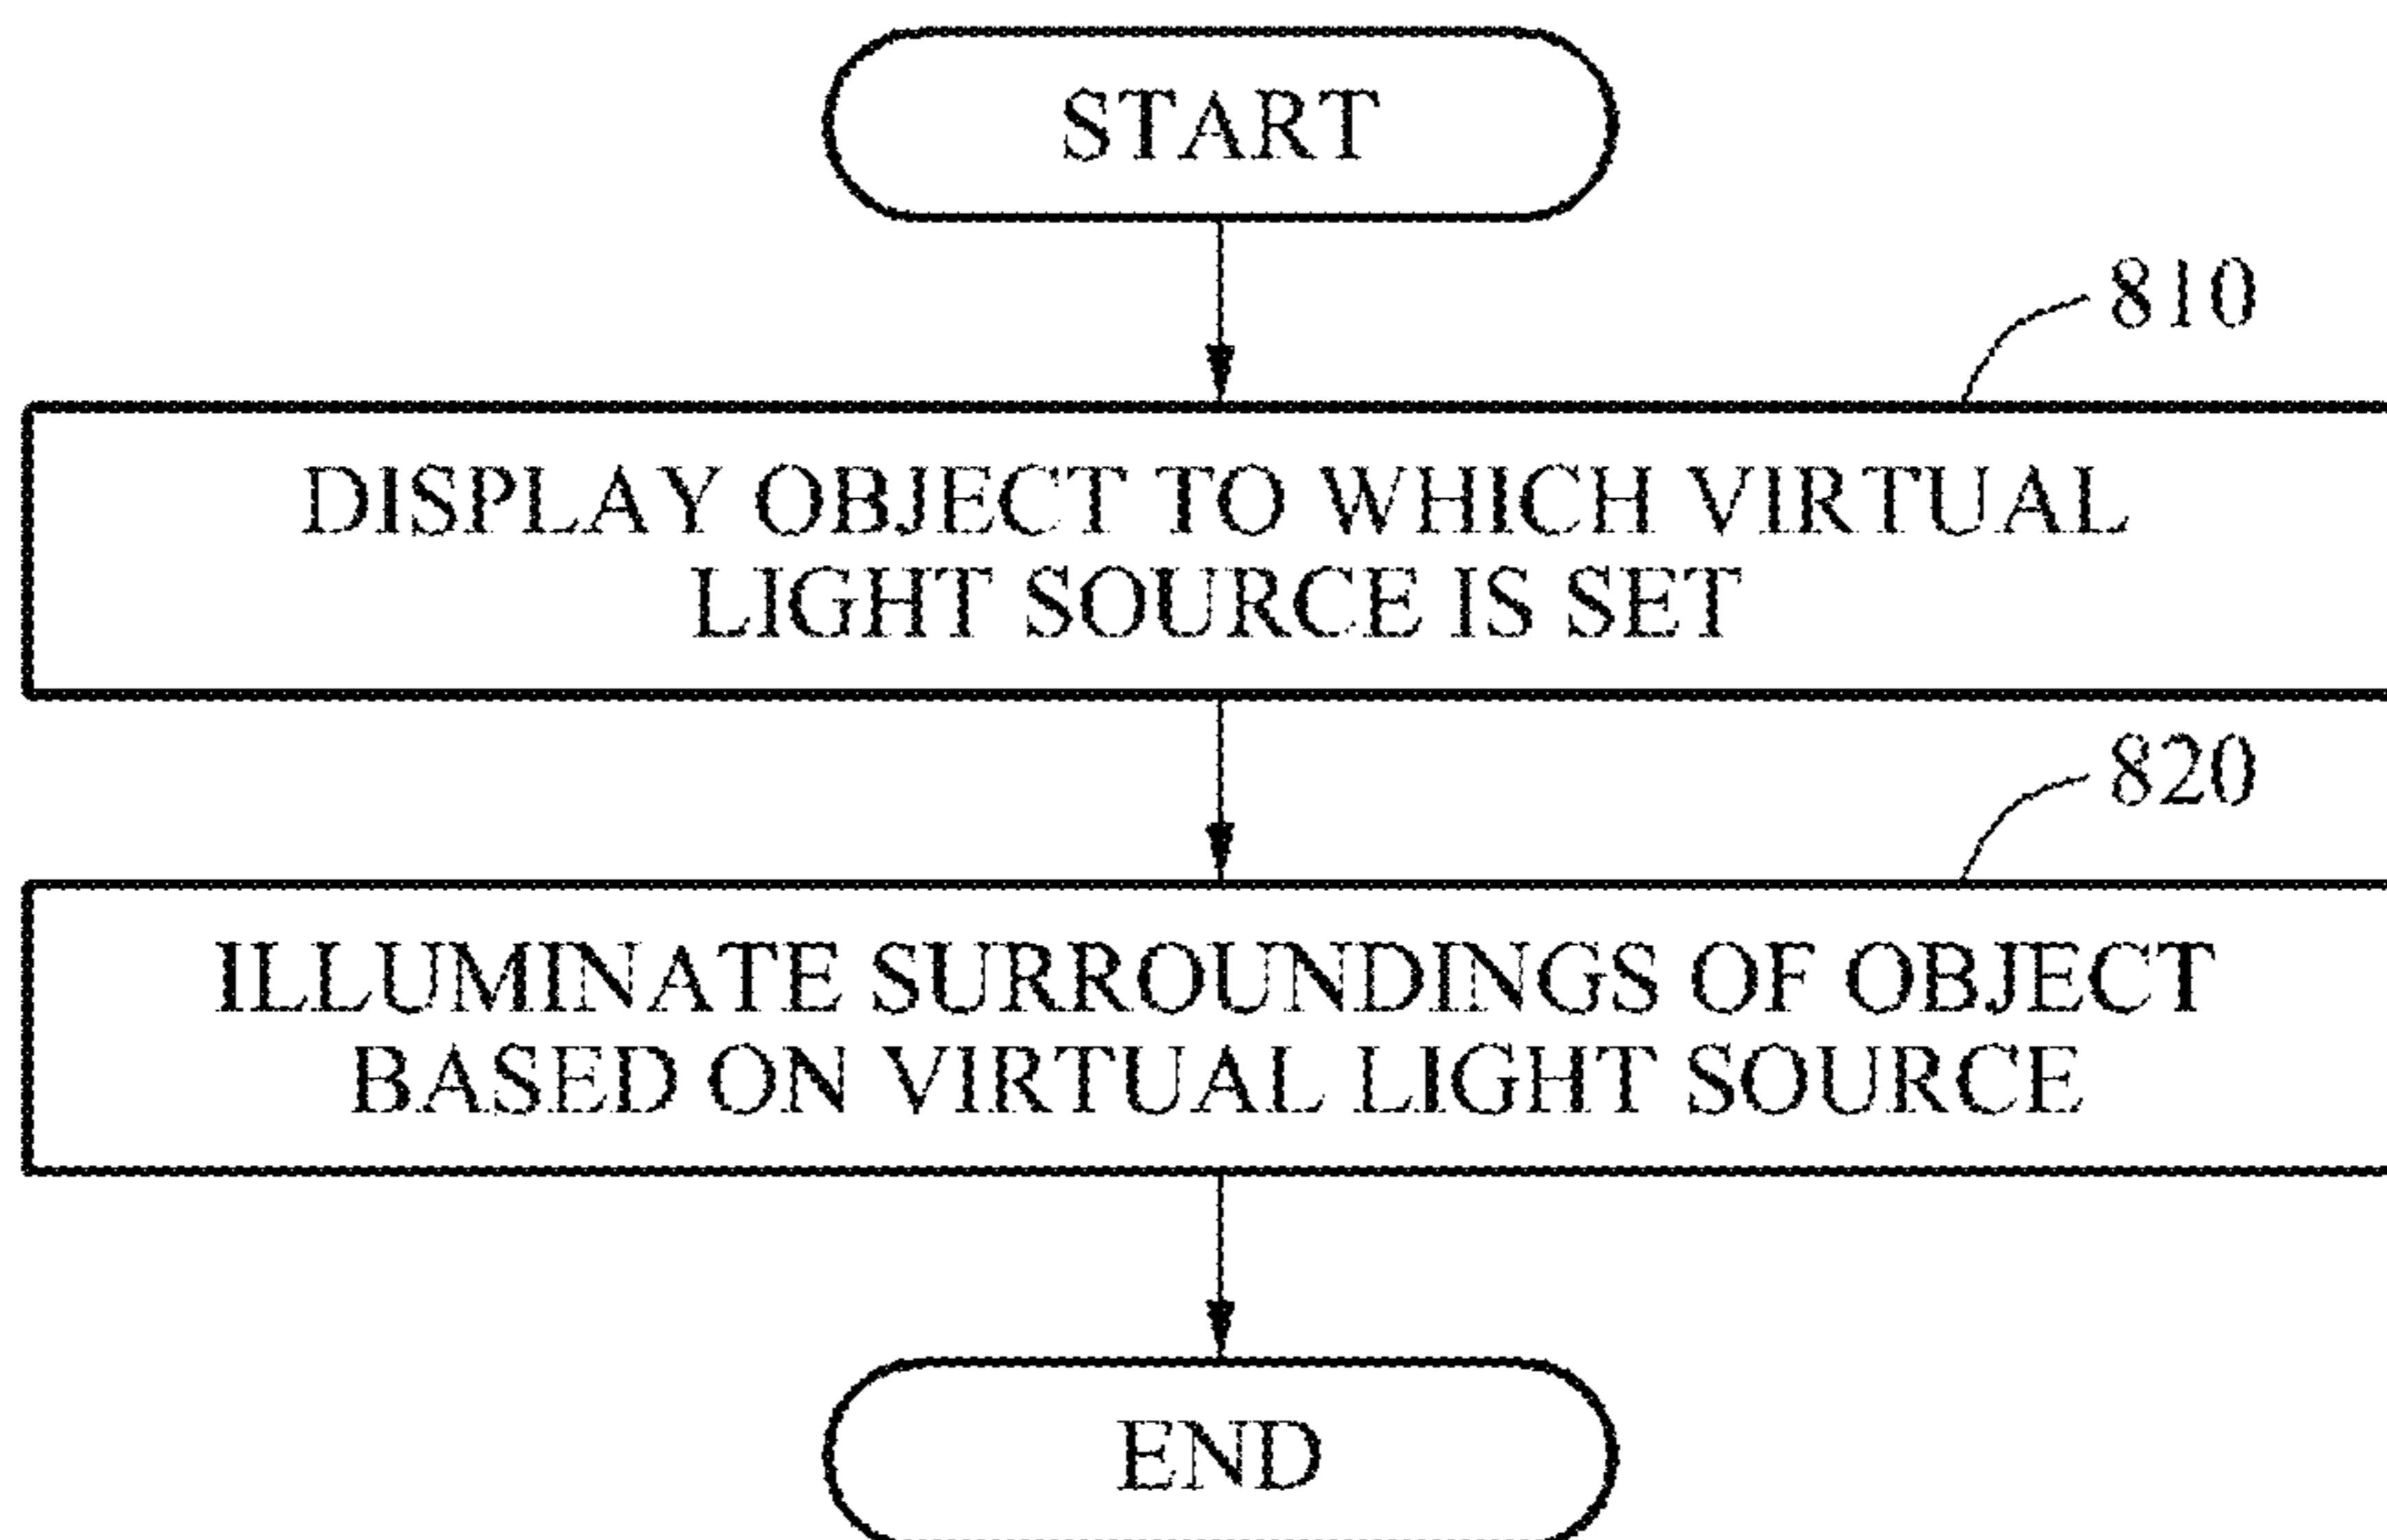 START
810
DISPLAY OBJECT TO WHICH VIRTUAL
LIGHT SOURCE IS SET
820
ILLUMINATE SURROUNDINGS OF OBJECT
BASED ON VIRTUAL LIGHT SOURCE
END